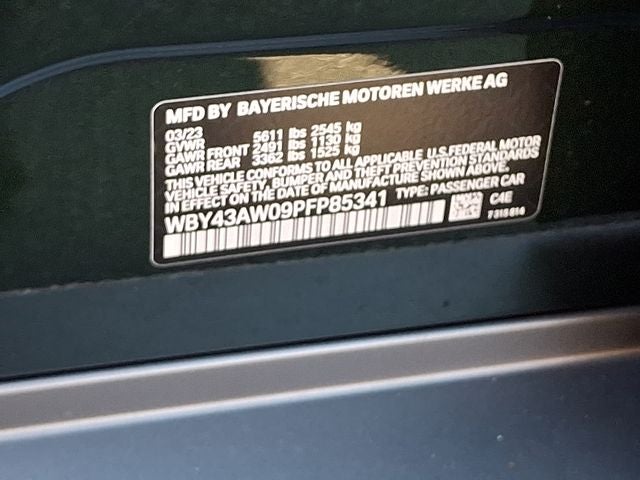 MFD BY BAYERISCHE MOTOREN WERKE AG
03/23
GVWR 5611 lbs 2545 kg
GAWR FRONT 2491 lbs 1130 kg
GAWR REAR 3362 lbs 1525 kg
THIS VEHICLE CONFORMS TO ALL APPLICABLE U.S.FEDERAL MOTOR
VEHICLE SAFETY, BUMPER AND THEFT PREVENTION STANDARDS
IN EFFECT ON THE DATE OF MANUFACTURE SHOWN ABOVE.
WBY43AW09PFP85341 TYPE: PASSENGER CAR
C4E